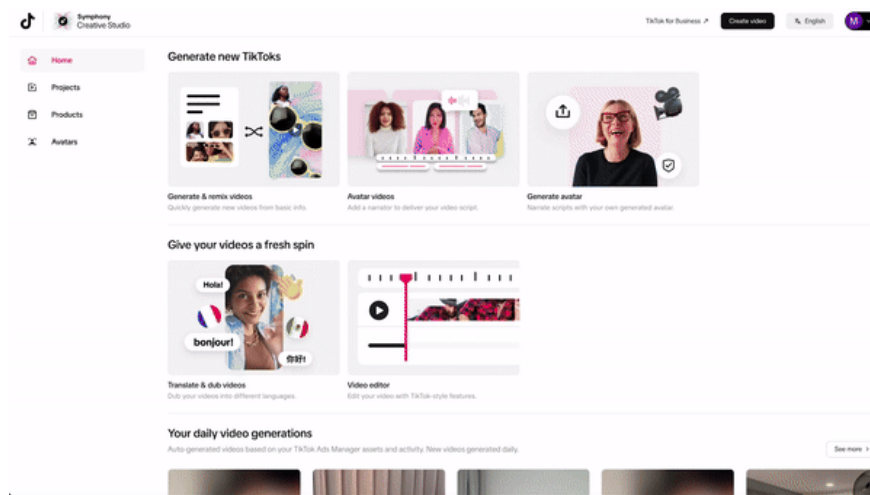 Symphony
Creative Studio
TikTok for Business ↗
Create video
English
M
Home
Projects
Products
Avatars
Generate new TikToks
Generate & remix videos
Quickly generate new videos from basic info.
Avatar videos
Add a narrator to deliver your video script.
Generate avatar
Narrate scripts with your own generated avatar.
Give your videos a fresh spin
Hola!
bonjour!
你好!
Translate & dub videos
Dub your videos into different languages.
Video editor
Edit your video with TikTok-style features.
Your daily video generations
Auto-generated videos based on your TikTok Ads Manager assets and activity. New videos generated daily.
See more >